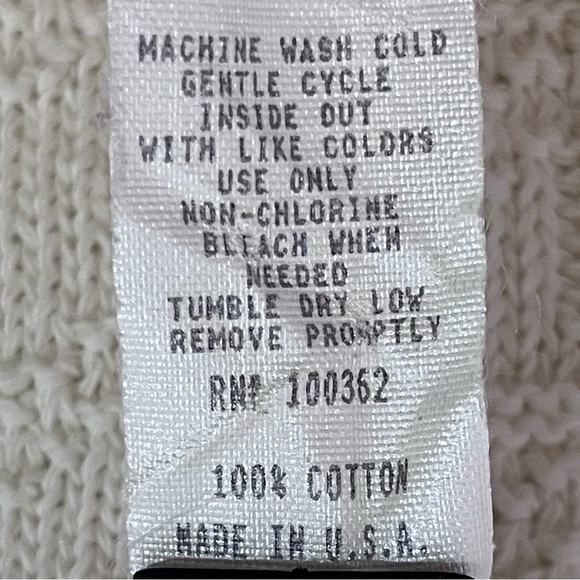 MACHINE WASH COLD
GENTLE CYCLE
INSIDE OUT
WITH LIKE COLORS
USE ONLY
NON-CHLORINE
BLEACH WHEN
NEEDED
TUMBLE DRY LOW
REMOVE PROMPTLY
RN# 100362
100% COTTON
MADE IN U.S.A.